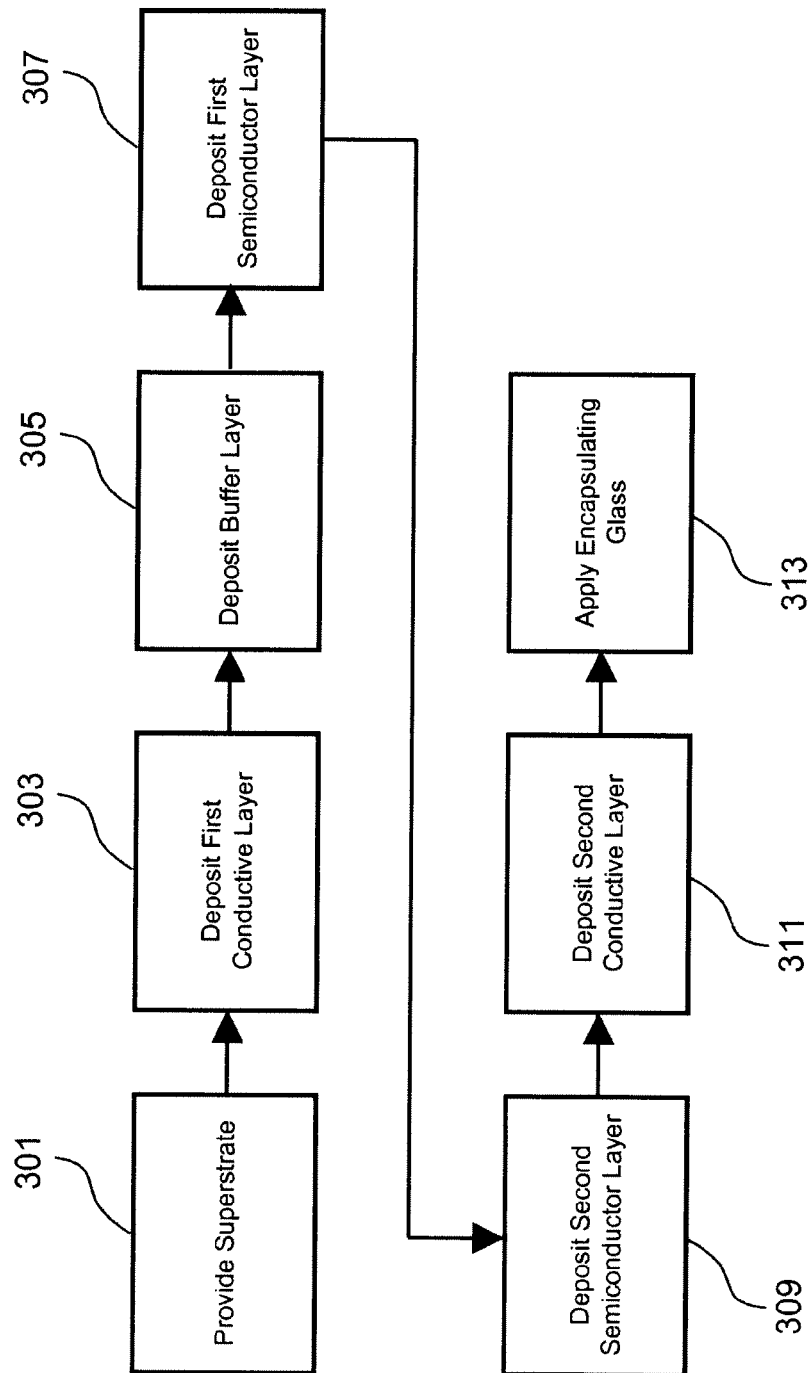 301
Provide Superstrate
303
Deposit First
Conductive Layer
305
Deposit Buffer Layer
307
Deposit First
Semiconductor Layer
Deposit Second
Semiconductor Layer
309
Deposit Second
Conductive Layer
311
Apply Encapsulating
Glass
313